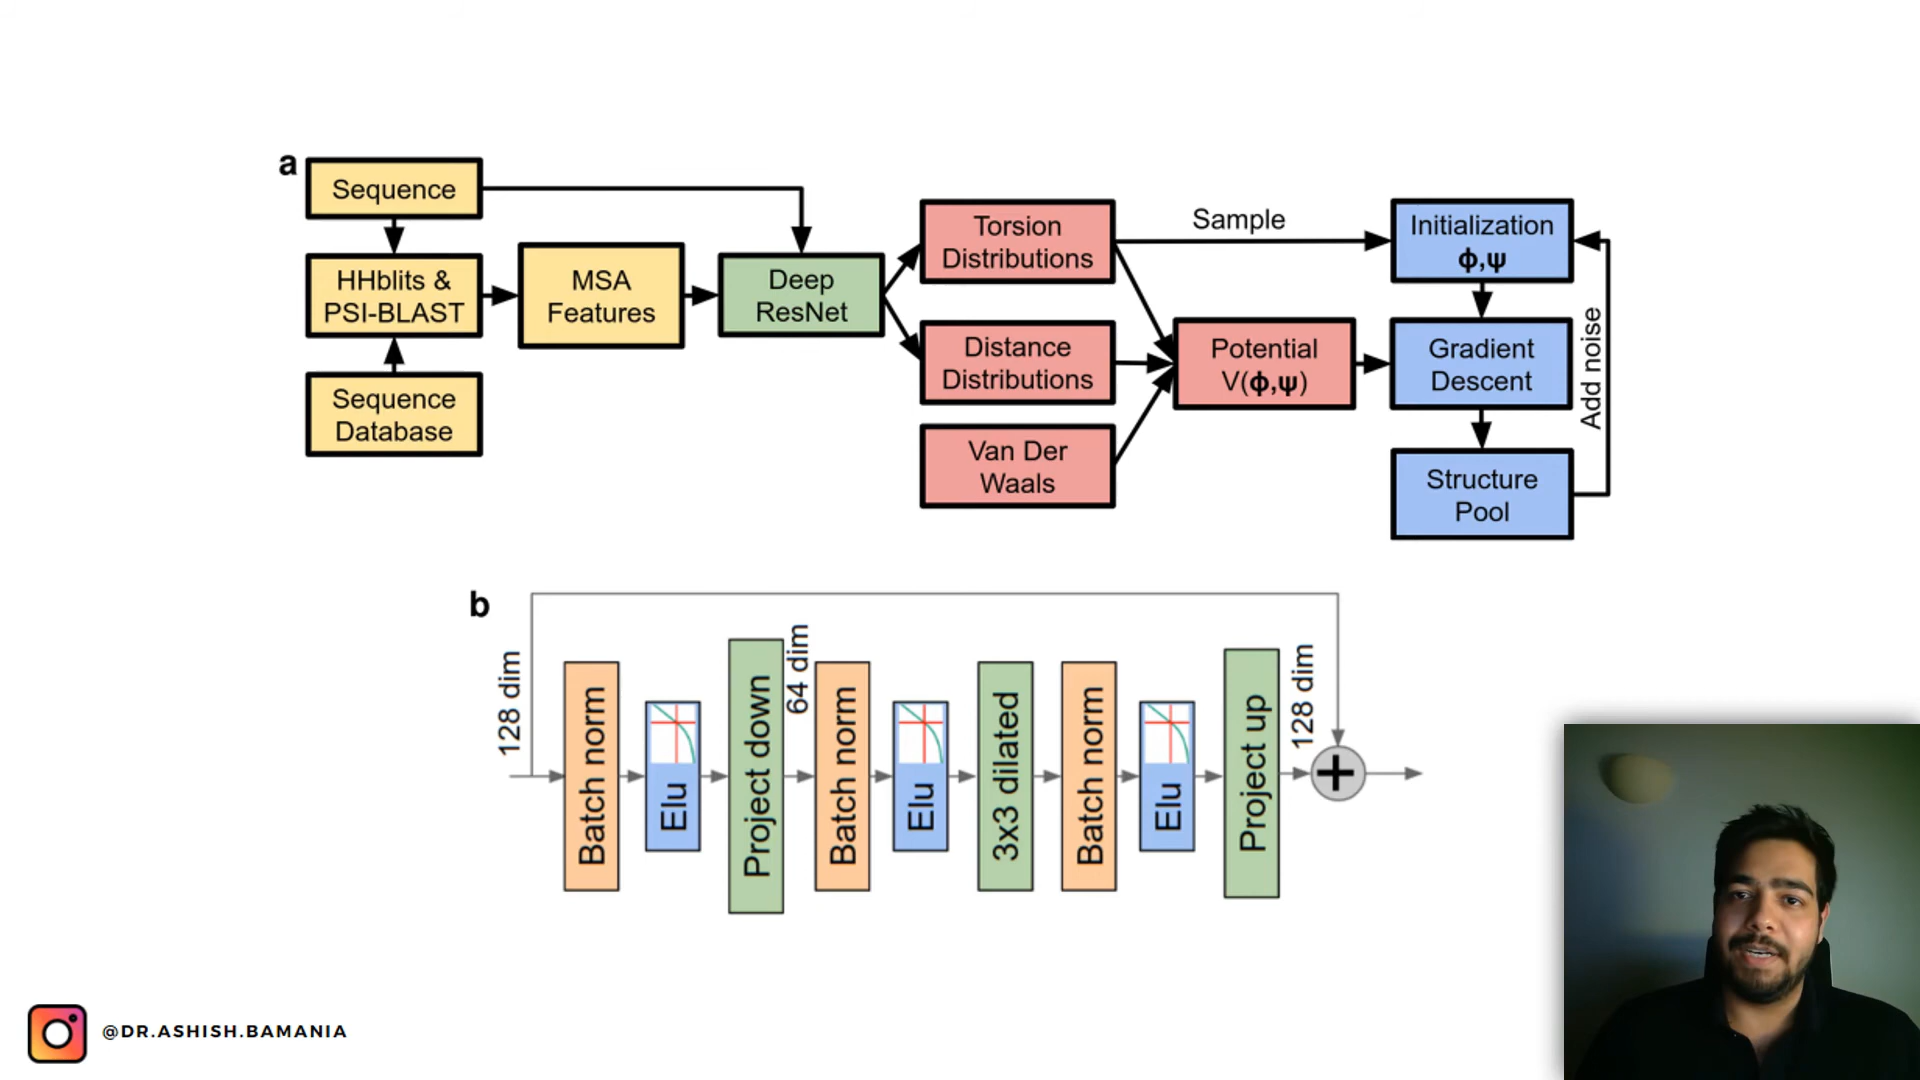 a
Sequence
HHblits &
PSI-BLAST
Sequence
Database
MSA
Features
Deep
ResNet
Torsion
Distributions
Distance
Distributions
Van Der
Waals
Sample
Potential
V(ϕ,ψ)
Initialization
ϕ,ψ
Gradient
Descent
Structure
Pool
Add noise
b
128 dim
Batch norm
Elu
Project down
64 dim
Batch norm
Elu
3x3 dilated
Batch norm
Elu
Project up
128 dim
+
@DR.ASHISH.BAMANIA